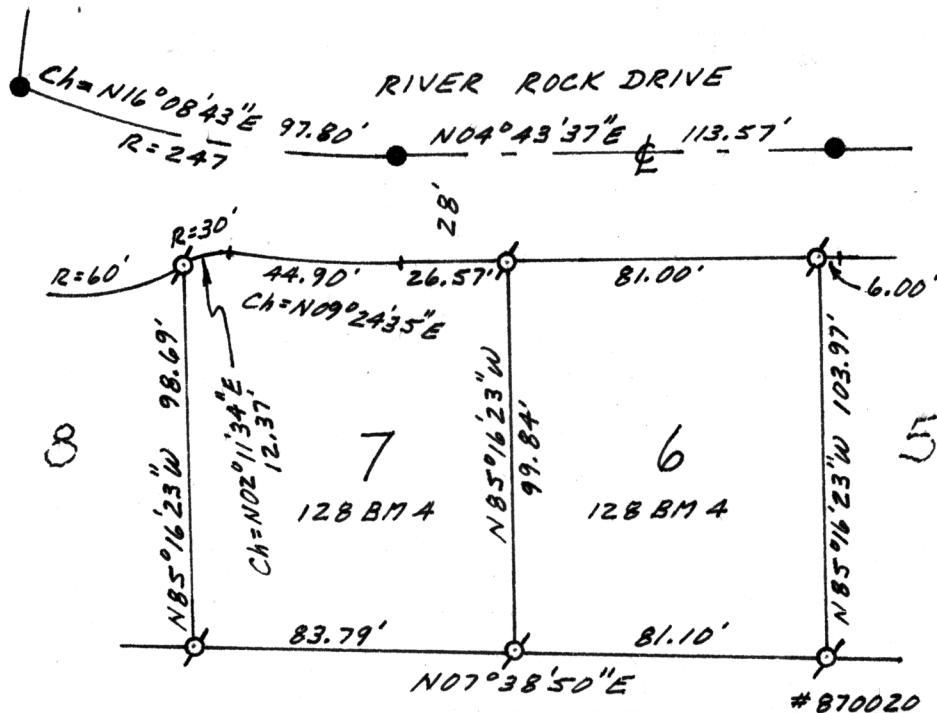 RIVER ROCK DRIVE
Ch=N16°08'43"E 97.80'
R=247
N04°43'37"E ℄ 113.57'
28'
R=30'
R=60'
44.90'
Ch=N09°24'35"E
26.57'
81.00'
6.00'
N85°16'23"W 98.69'
Ch=N02°11'34"E
12.37'
N85°16'23"W
99.84'
N85°16'23"W 103.97'
8
7
128 BM 4
6
128 BM 4
5
83.79'
81.10'
N07°38'50"E
#870020